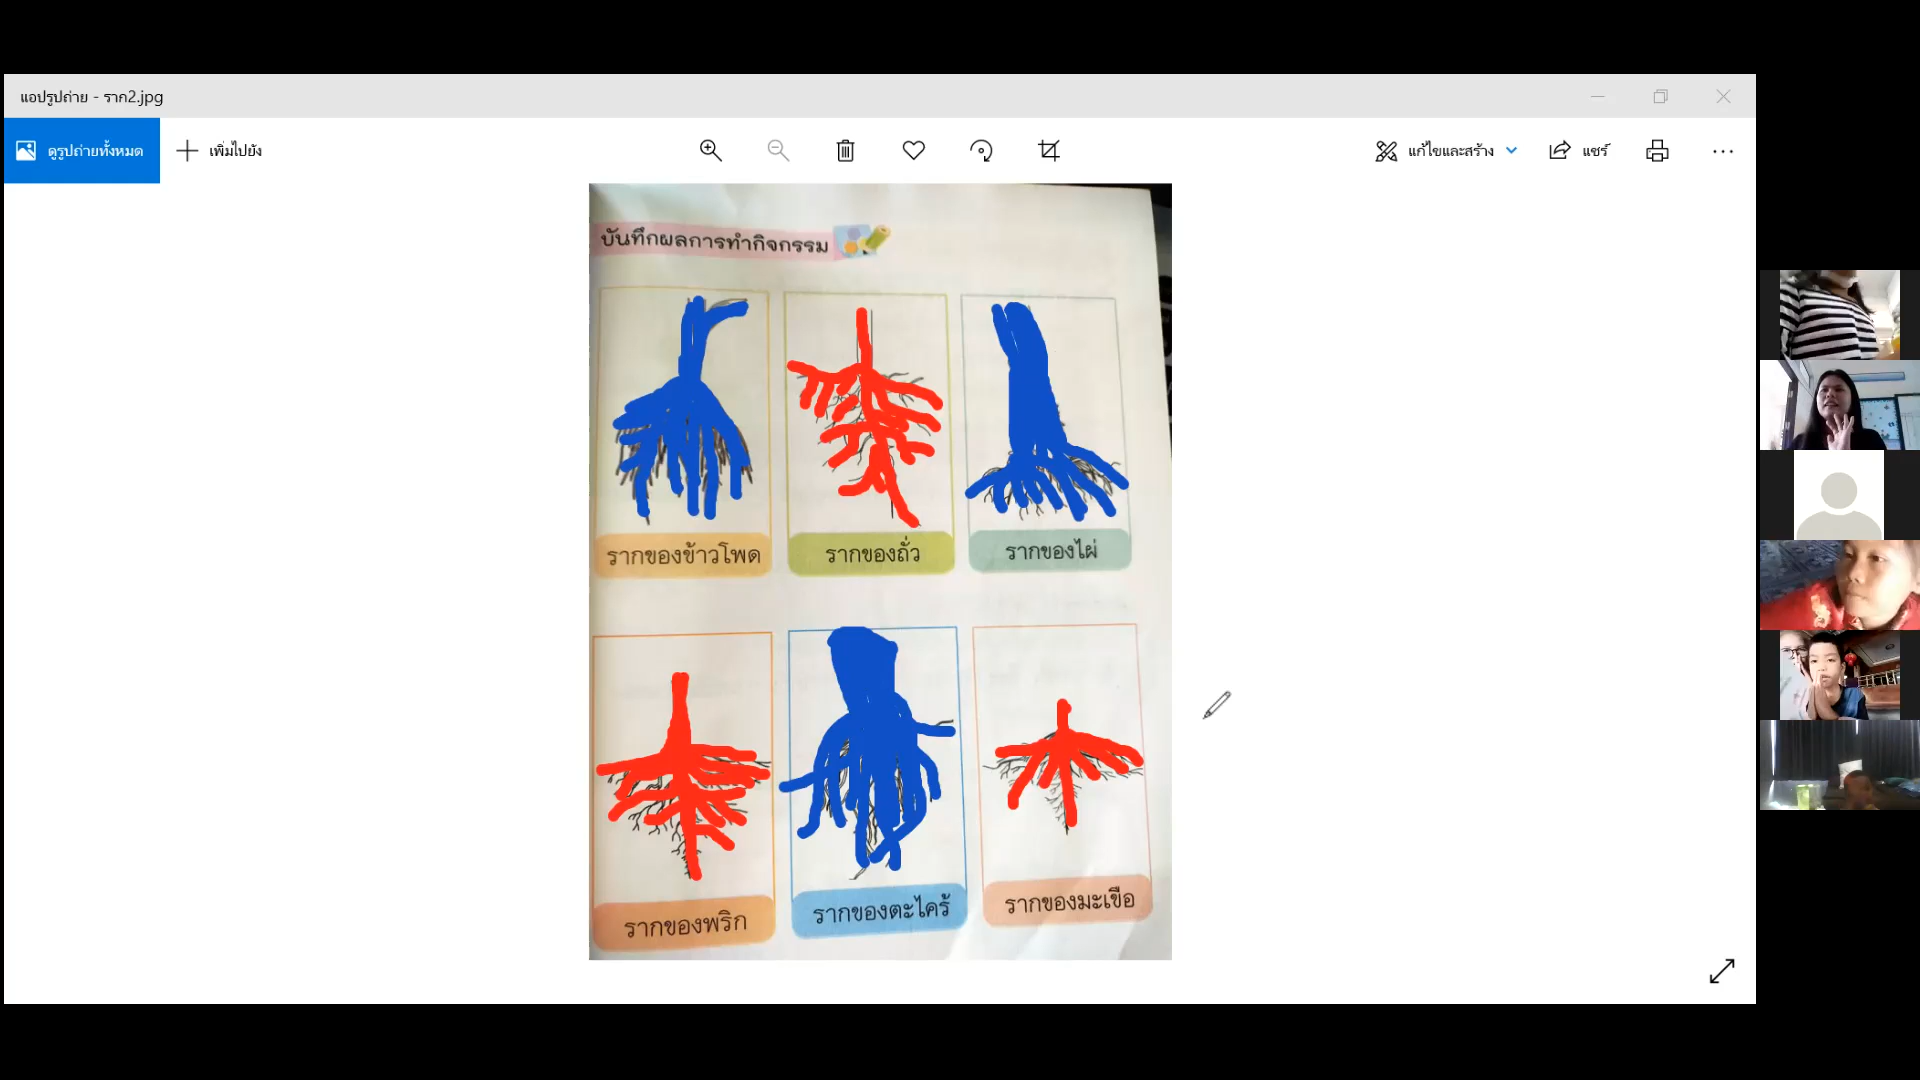 แอปรูปถ่าย - ราก2.jpg
ดูรูปถ่ายทั้งหมด
เพิ่มไปยัง
แก้ไขและสร้าง
แชร์
บันทึกผลการทำกิจกรรม
รากของข้าวโพด
รากของถั่ว
รากของไผ่
รากของพริก
รากของตะไคร้
รากของมะเขือ